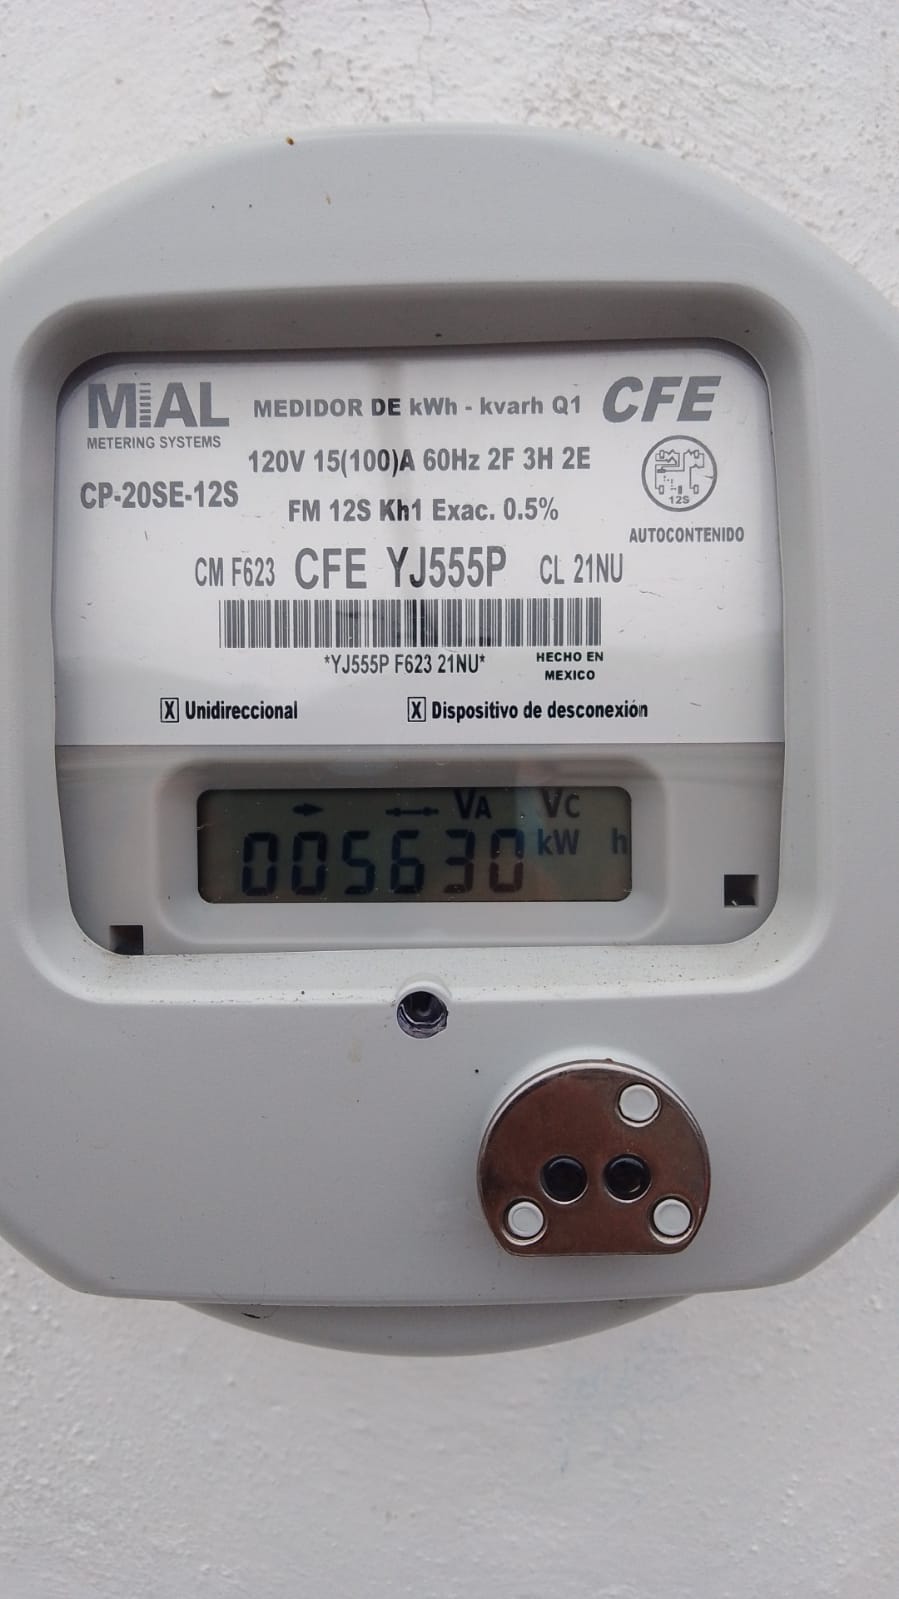 MIAL
METERING SYSTEMS
MEDIDOR DE kWh - kvarh Q1
CFE
CP-20SE-12S
120V 15(100)A 60Hz 2F 3H 2E
FM 12S Kh1 Exac. 0.5%
12S
AUTOCONTENIDO
CM F623 CFE YJ555P CL 21NU
*YJ555P F623 21NU*
HECHO EN
MEXICO
X Unidireccional
X Dispositivo de desconexión
VA VC
005630 kW h